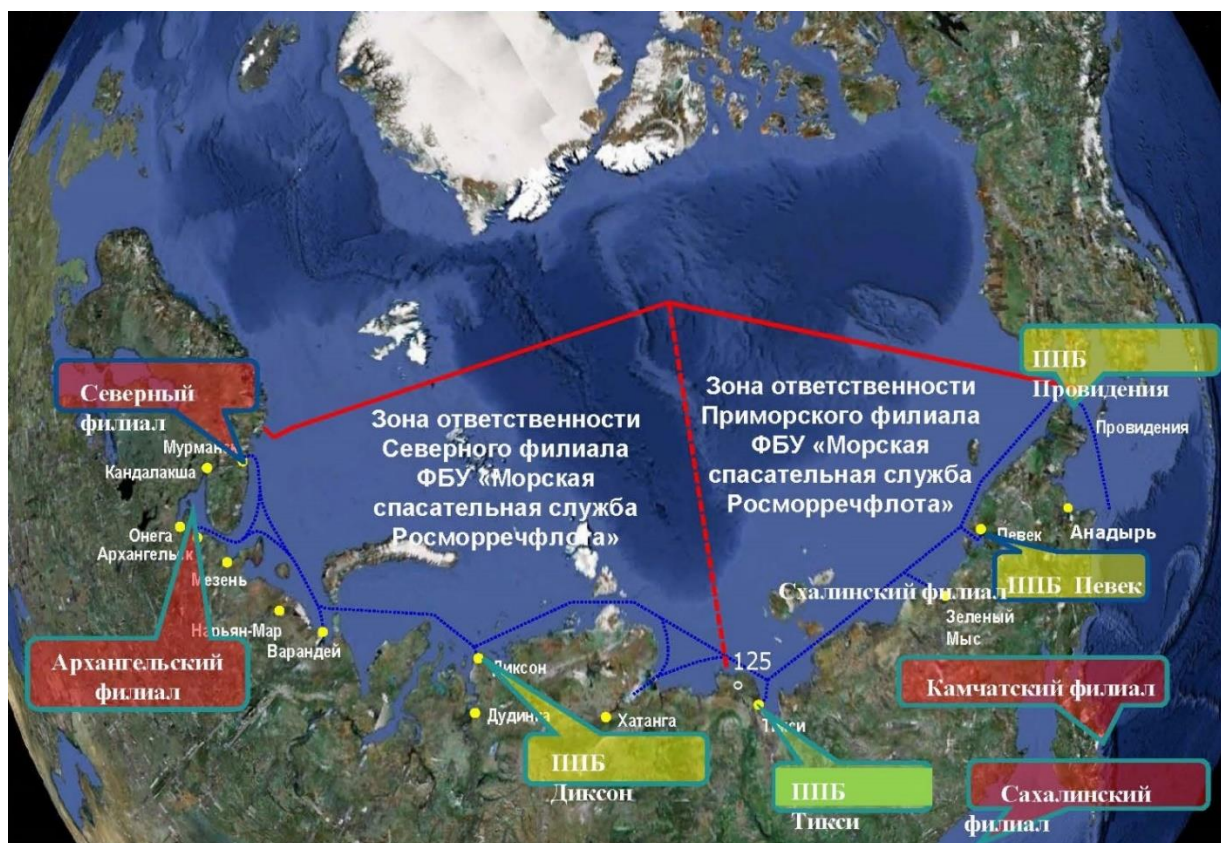 Северный
филиал
Мурманск
Кандалакша
Онега
Архангельск
Мезень
Нарьян-Мар
Варандей
Архангельский
филиал
Зона ответственности
Северного филиала
ФБУ «Морская
спасательная служба
Росморречфлота»
Зона ответственности
Приморского филиала
ФБУ «Морская
спасательная служба
Росморречфлота»
ППБ
Провидения
Провидения
Певек
Анадырь
ППБ Певек
Схалинский филиал
Зеленый
Мыс
Камчатский филиал
Сахалинский
филиал
125
Диксон
Дудинка
Хатанга
Тикси
ППБ
Диксон
ППБ
Тикси